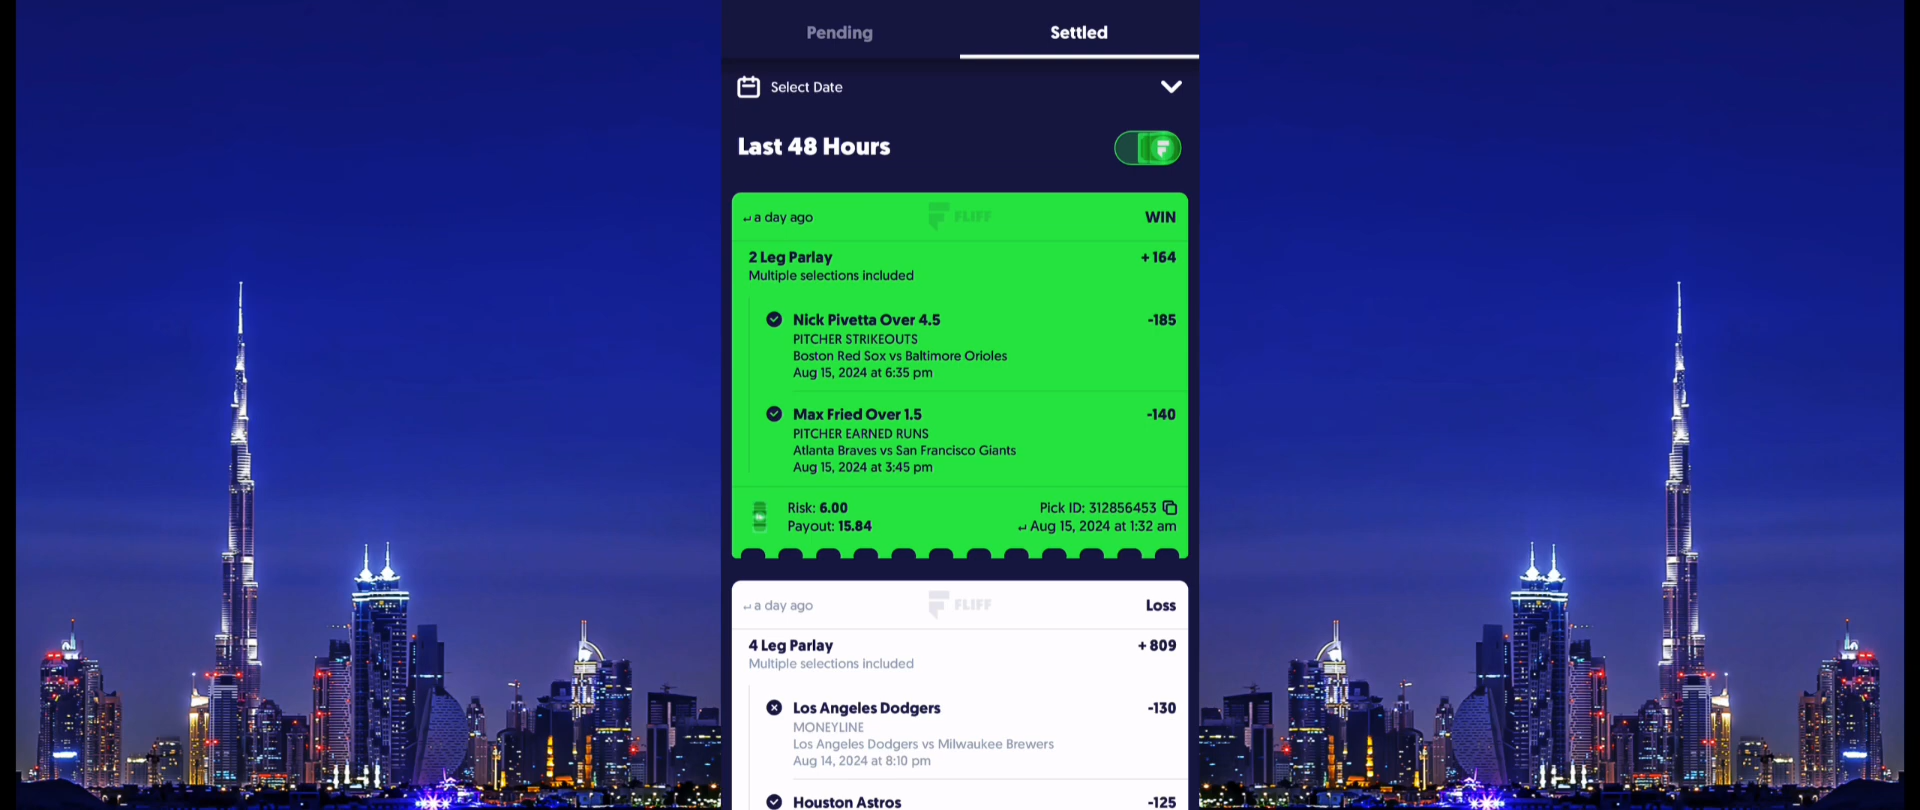 Pending
Settled
Select Date
Last 48 Hours
a day ago
FLIFF
WIN
2 Leg Parlay
+164
Multiple selections included
Nick Pivetta Over 4.5
-185
PITCHER STRIKEOUTS
Boston Red Sox vs Baltimore Orioles
Aug 15, 2024 at 6:35 pm
Max Fried Over 1.5
-140
PITCHER EARNED RUNS
Atlanta Braves vs San Francisco Giants
Aug 15, 2024 at 3:45 pm
Risk: 6.00
Payout: 15.84
Pick ID: 312856453
Aug 15, 2024 at 1:32 am
a day ago
FLIFF
Loss
4 Leg Parlay
+809
Multiple selections included
Los Angeles Dodgers
-130
MONEYLINE
Los Angeles Dodgers vs Milwaukee Brewers
Aug 14, 2024 at 8:10 pm
Houston Astros
-125